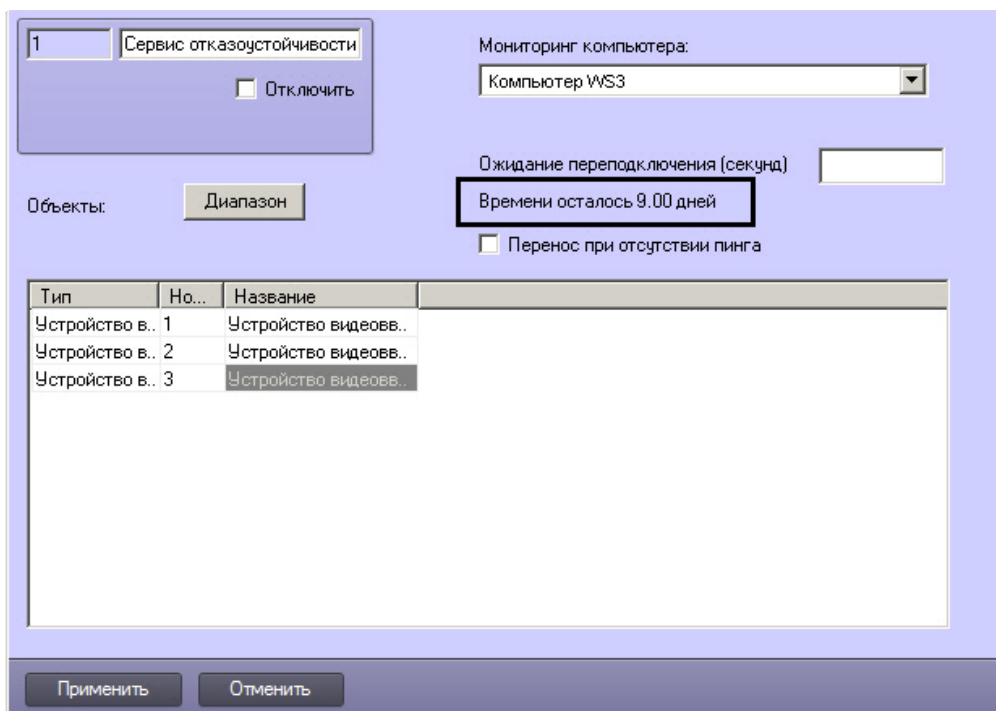 1 Сервис отказоустойчивости
Отключить
Мониторинг компьютера:
Компьютер WS3
Ожидание переподключения (секунд)
Времени осталось 9.00 дней
Перенос при отсутствии пинга
Объекты: Диапазон
Тип Но... Название
Устройство в.. 1 Устройство видеовв..
Устройство в.. 2 Устройство видеовв..
Устройство в.. 3 Устройство видеовв..
Применить Отменить